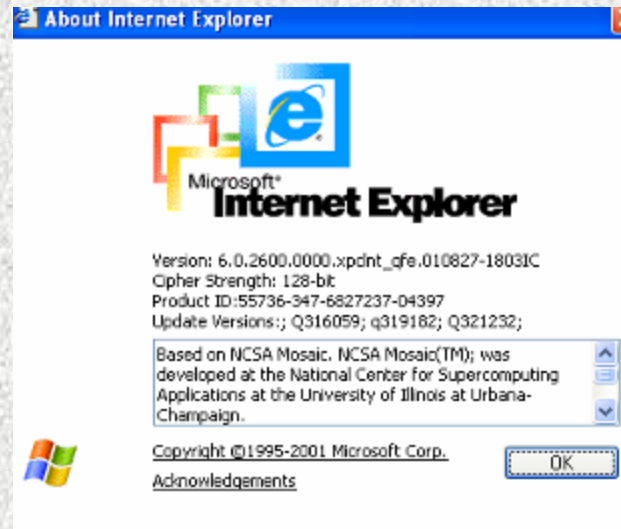 About Internet Explorer
Microsoft®
Internet Explorer
Version: 6.0.2600.0000.xpclnt_qfe.010827-1803IC
Cipher Strength: 128-bit
Product ID:55736-347-6827237-04397
Update Versions:; Q316059; q319182; Q321232;
Based on NCSA Mosaic. NCSA Mosaic(TM); was
developed at the National Center for Supercomputing
Applications at the University of Illinois at Urbana-
Champaign.
Copyright ©1995-2001 Microsoft Corp.
OK
Acknowledgements